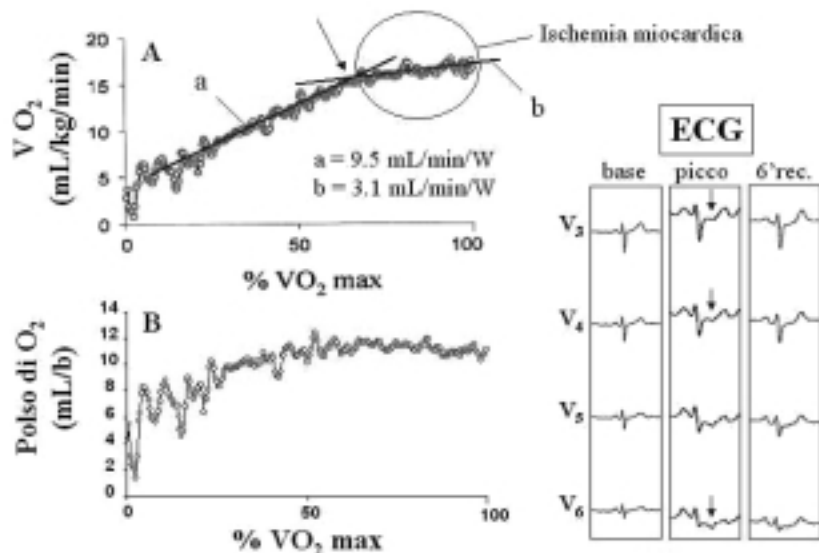 A
Ischemia miocardica
20
15
10
5
0
V O₂
(mL/kg/min)
a
b
a = 9.5 mL/min/W
b = 3.1 mL/min/W
0
50
100
% VO₂ max
B
14
12
10
8
6
4
2
0
Polso di O₂
(mL/b)
0
50
100
% VO₂ max
ECG
base picco 6'rec.
V₃
V₄
V₅
V₆